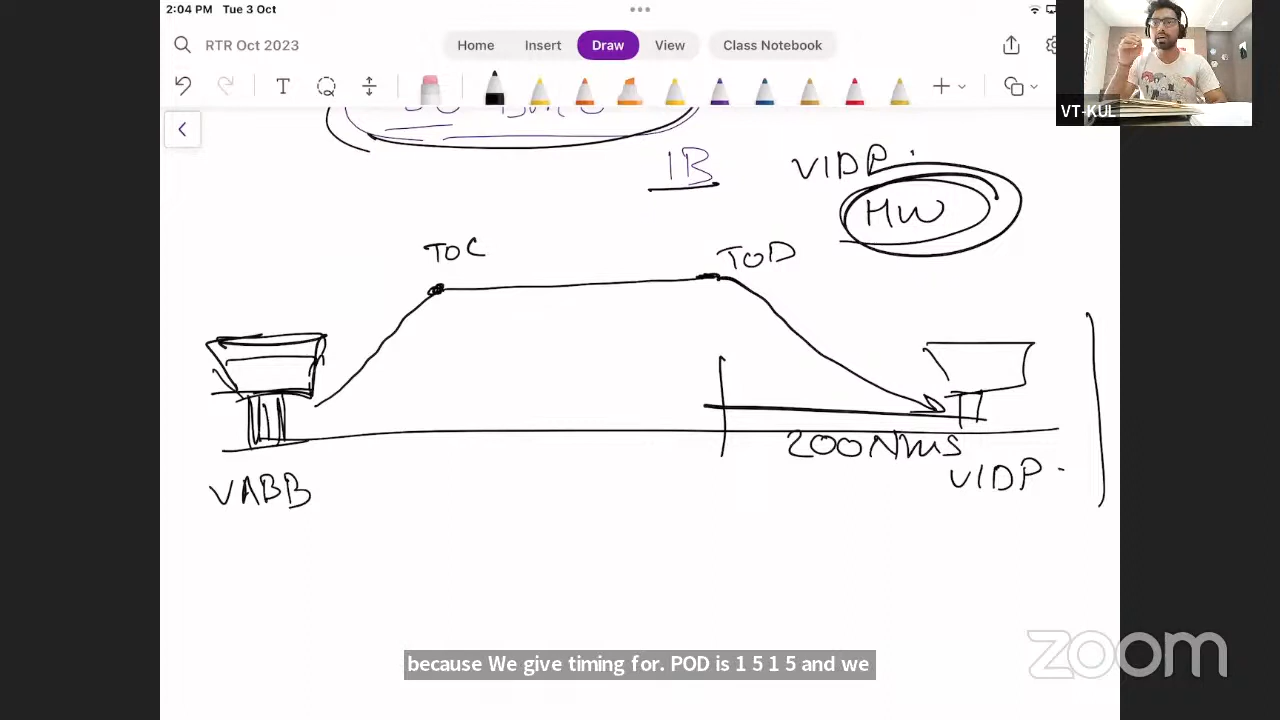 2:04 PM Tue 3 Oct
RTR Oct 2023
Home Insert Draw View Class Notebook
VT-KUL
1B
VIDP.
HW
TOC
TOD
200Nms
VABB
VIDP.
because We give timing for. POD is 1 5 1 5 and we
zoom